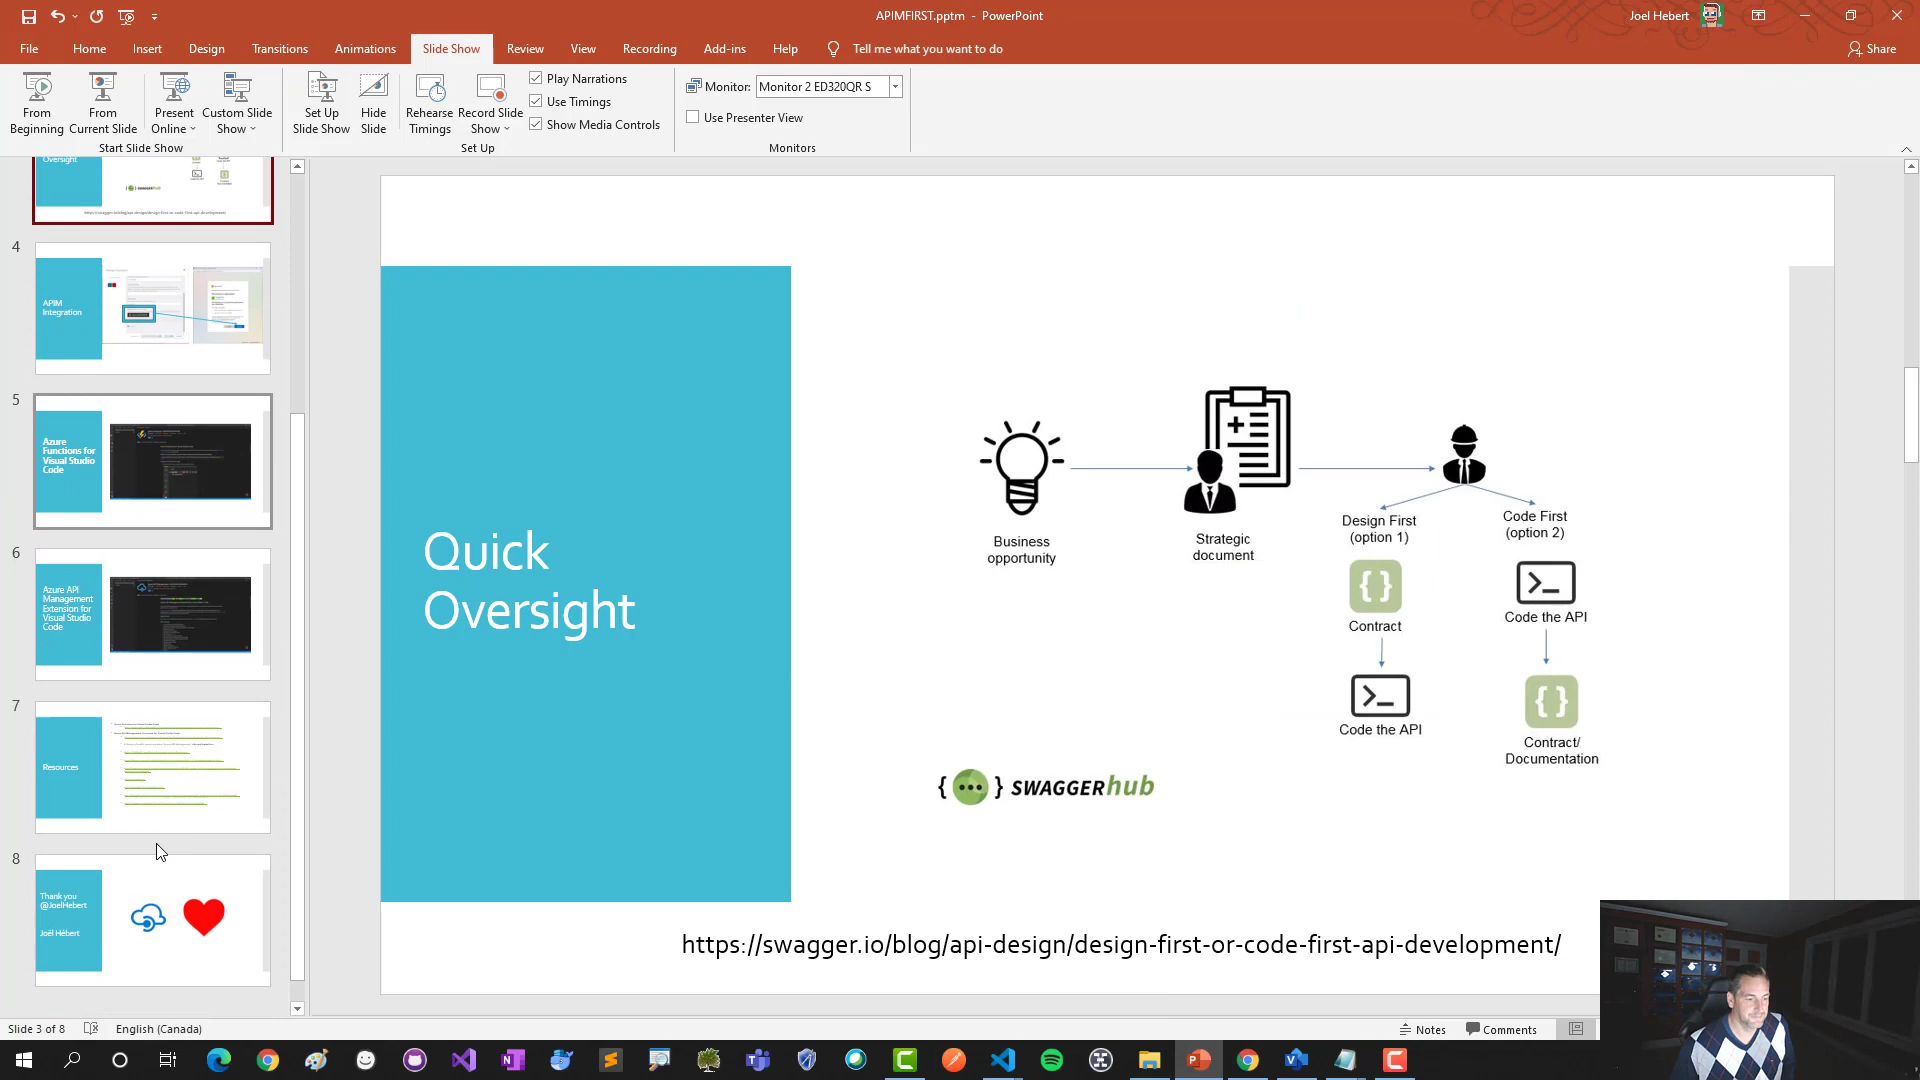 APIMFIRST.pptm - PowerPoint
Joel Hebert
File Home Insert Design Transitions Animations Slide Show Review View Recording Add-ins Help Tell me what you want to do Share
From Beginning
From Current Slide
Present Online
Custom Slide Show
Start Slide Show
Set Up Slide Show
Hide Slide
Rehearse Timings
Record Slide Show
Play Narrations
Use Timings
Show Media Controls
Set Up
Monitor: Monitor 2 ED320QR S
Use Presenter View
Monitors
Oversight
4
APIM
Integration
5
Azure
Functions for
Visual Studio
Code
6
Azure API
Management
Extension for
Visual Studio
Code
7
Resources
8
Thank you
@JoelHebert
Joël Hébert
Quick
Oversight
Business
opportunity
Strategic
document
Design First
(option 1)
Code First
(option 2)
Contract
Code the API
Code the API
Contract/
Documentation
{...} SWAGGERhub
https://swagger.io/blog/api-design/design-first-or-code-first-api-development/
Slide 3 of 8 English (Canada) Notes Comments